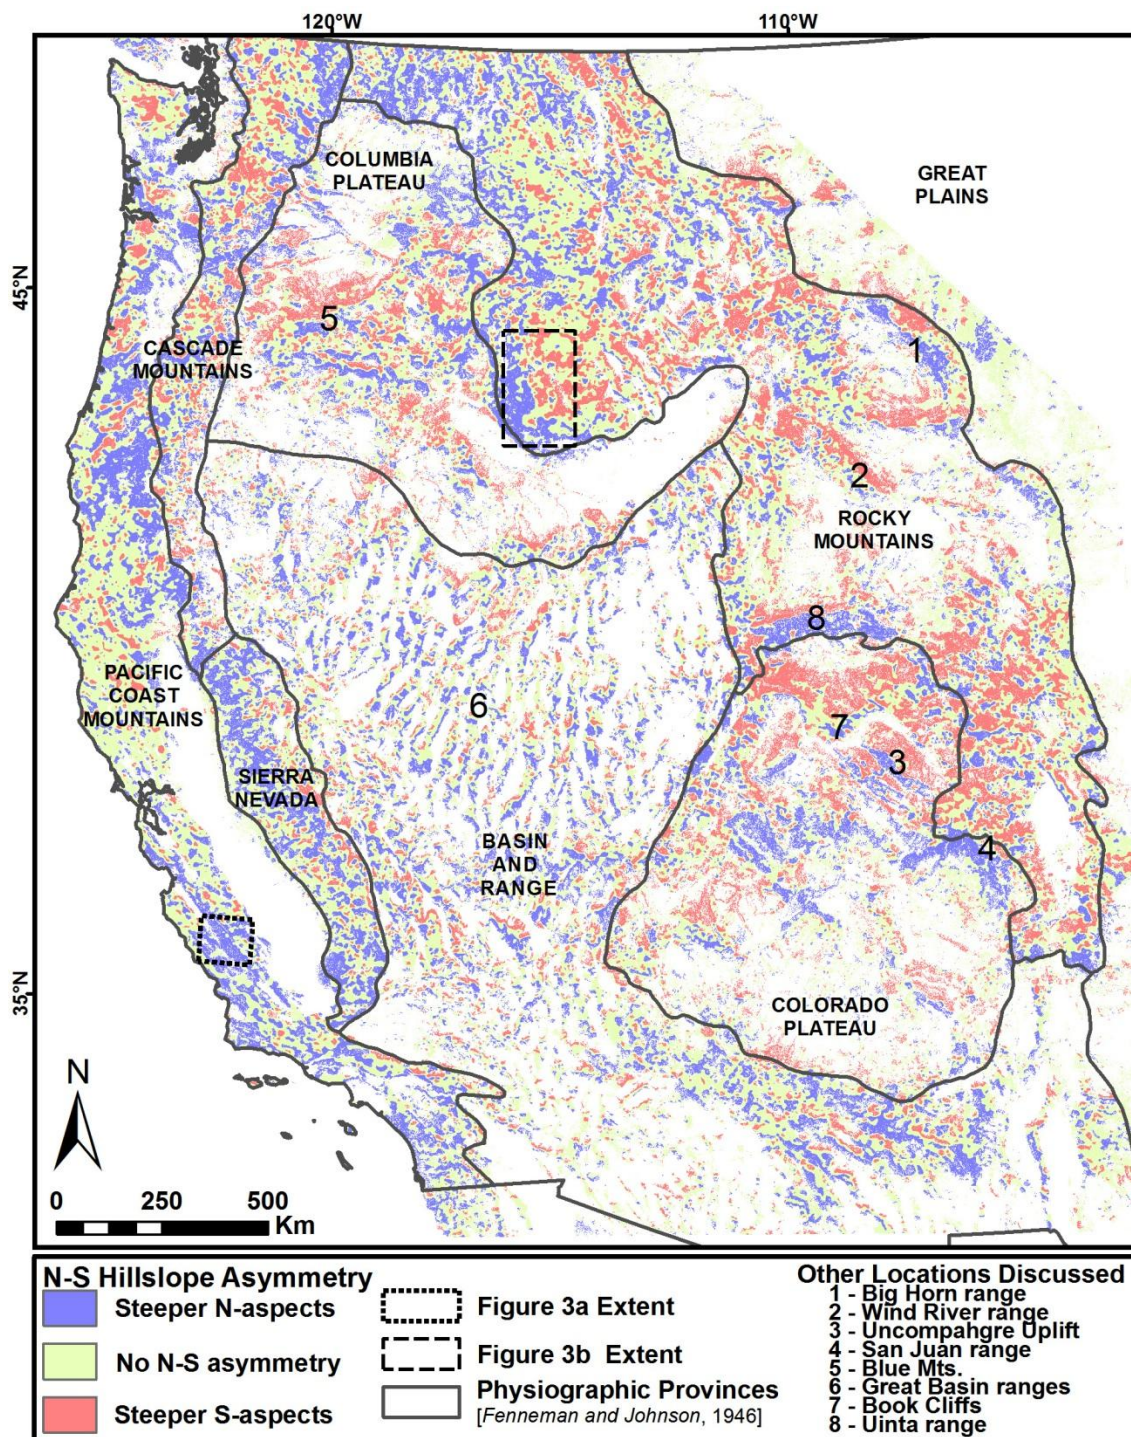 120°W
110°W
COLUMBIA
PLATEAU
GREAT
PLAINS
45°N
5
1
CASCADE
MOUNTAINS
2
ROCKY
MOUNTAINS
8
PACIFIC
COAST
MOUNTAINS
6
7
3
SIERRA
NEVADA
BASIN
AND
RANGE
4
35°N
COLORADO
PLATEAU
N
0 250 500
Km
N-S Hillslope Asymmetry
Steeper N-aspects
No N-S asymmetry
Steeper S-aspects
Figure 3a Extent
Figure 3b Extent
Physiographic Provinces
[Fenneman and Johnson, 1946]
Other Locations Discussed
1 - Big Horn range
2 - Wind River range
3 - Uncompahgre Uplift
4 - San Juan range
5 - Blue Mts.
6 - Great Basin ranges
7 - Book Cliffs
8 - Uinta range